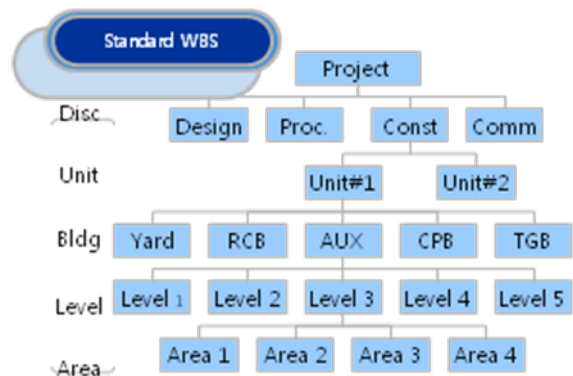 Standard WBS
Project
Disc
Design Proc. Const Comm
Unit
Unit#1 Unit#2
Bldg Yard RCB AUX CPB TGB
Level Level 1 Level 2 Level 3 Level 4 Level 5
Area Area 1 Area 2 Area 3 Area 4